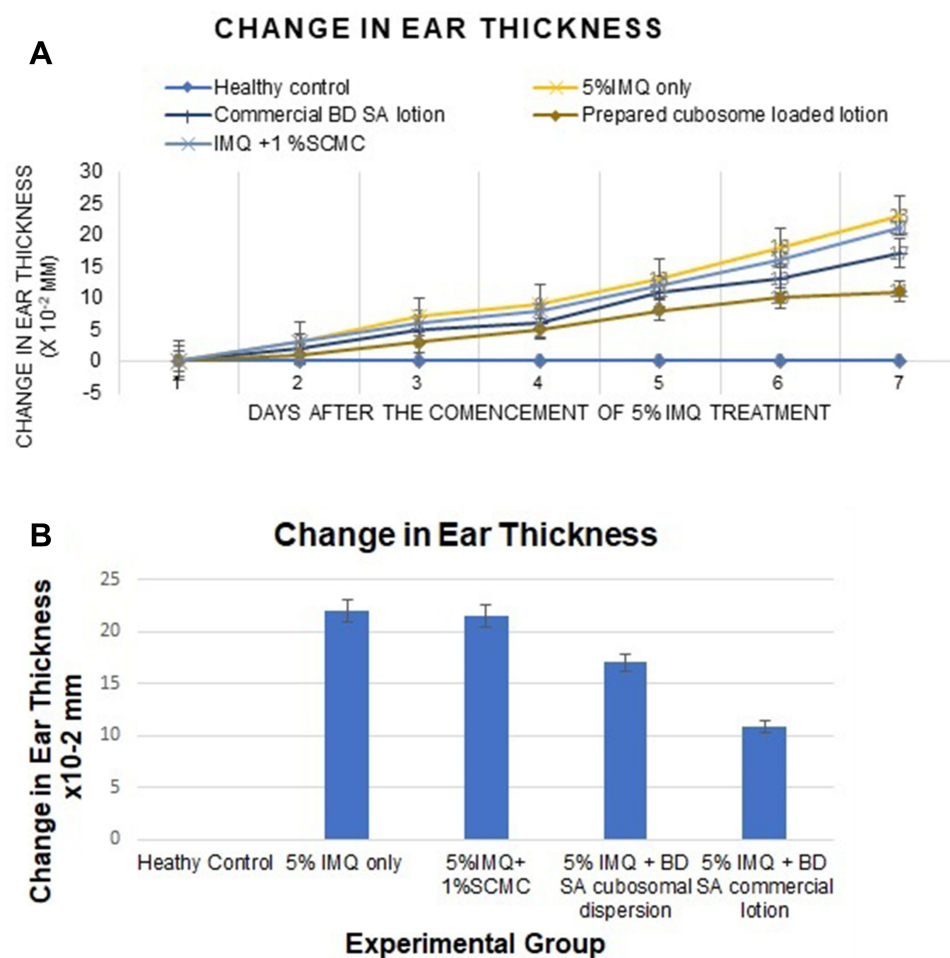 CHANGE IN EAR THICKNESS
A
Healthy control
5%IMQ only
Commercial BD SA lotion
Prepared cubosome loaded lotion
IMQ +1 %SCMC
CHANGE IN EAR THICKNESS
(X 10-2 MM)
30
25
20
15
10
5
0
-5
1
2
3
4
5
6
7
DAYS AFTER THE COMENCEMENT OF 5% IMQ TREATMENT
B
Change in Ear Thickness
Change in Ear Thickness
x10-2 mm
25
20
15
10
5
0
Heathy Control
5% IMQ only
5%IMQ+
1%SCMC
5% IMQ + BD
SA cubosomal
dispersion
5% IMQ + BD
SA commercial
lotion
Experimental Group